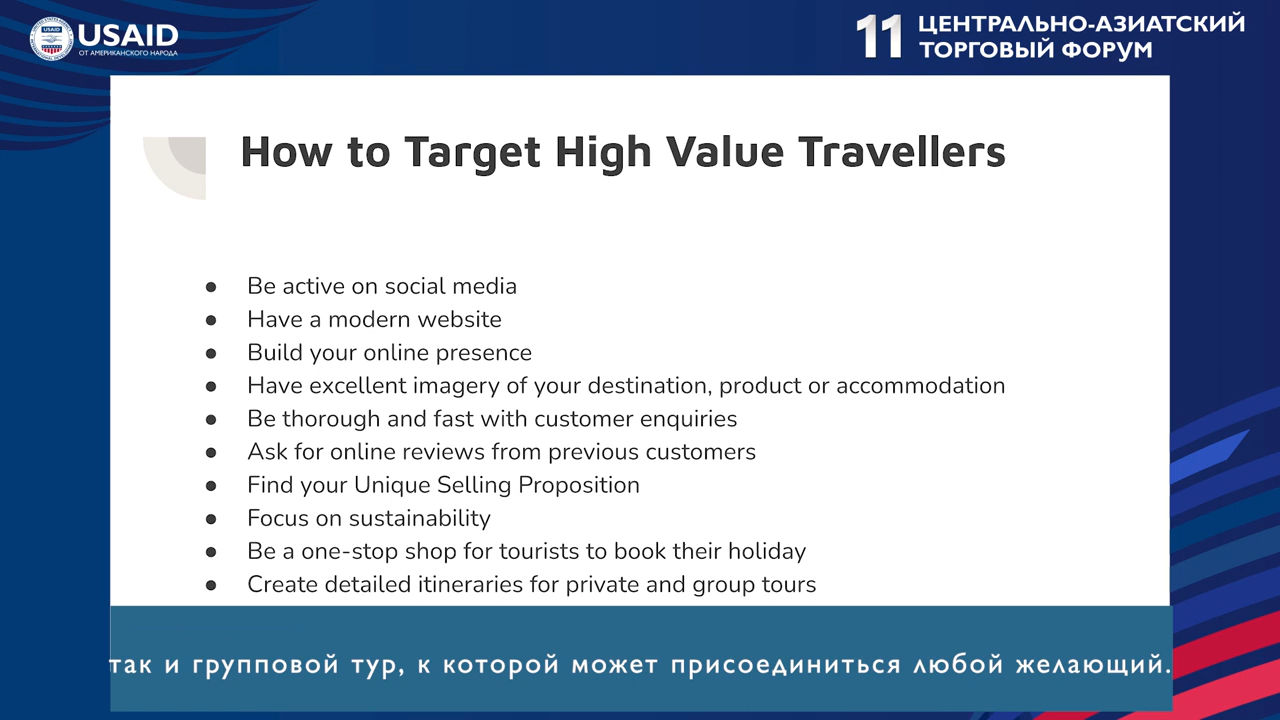 USAID
ОТ АМЕРИКАНСКОГО НАРОДА
11 ЦЕНТРАЛЬНО-АЗИАТСКИЙ
ТОРГОВЫЙ ФОРУМ
How to Target High Value Travellers
● Be active on social media
● Have a modern website
● Build your online presence
● Have excellent imagery of your destination, product or accommodation
● Be thorough and fast with customer enquiries
● Ask for online reviews from previous customers
● Find your Unique Selling Proposition
● Focus on sustainability
● Be a one-stop shop for tourists to book their holiday
● Create detailed itineraries for private and group tours
так и групповой тур, к которой может присоединиться любой желающий.